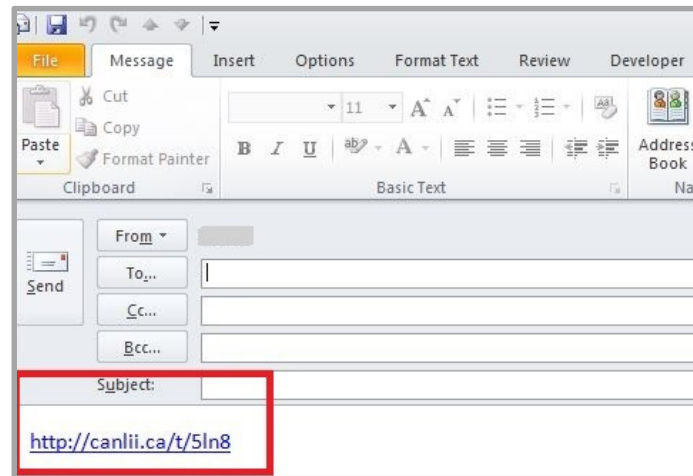 File Message Insert Options Format Text Review Developer
Cut
Copy
Format Painter
Paste
11
A A
B I U ab A
Address
Book
Clipboard Basic Text Na
From
To...
Send
Cc...
Bcc...
Subject:
http://canlii.ca/t/5ln8